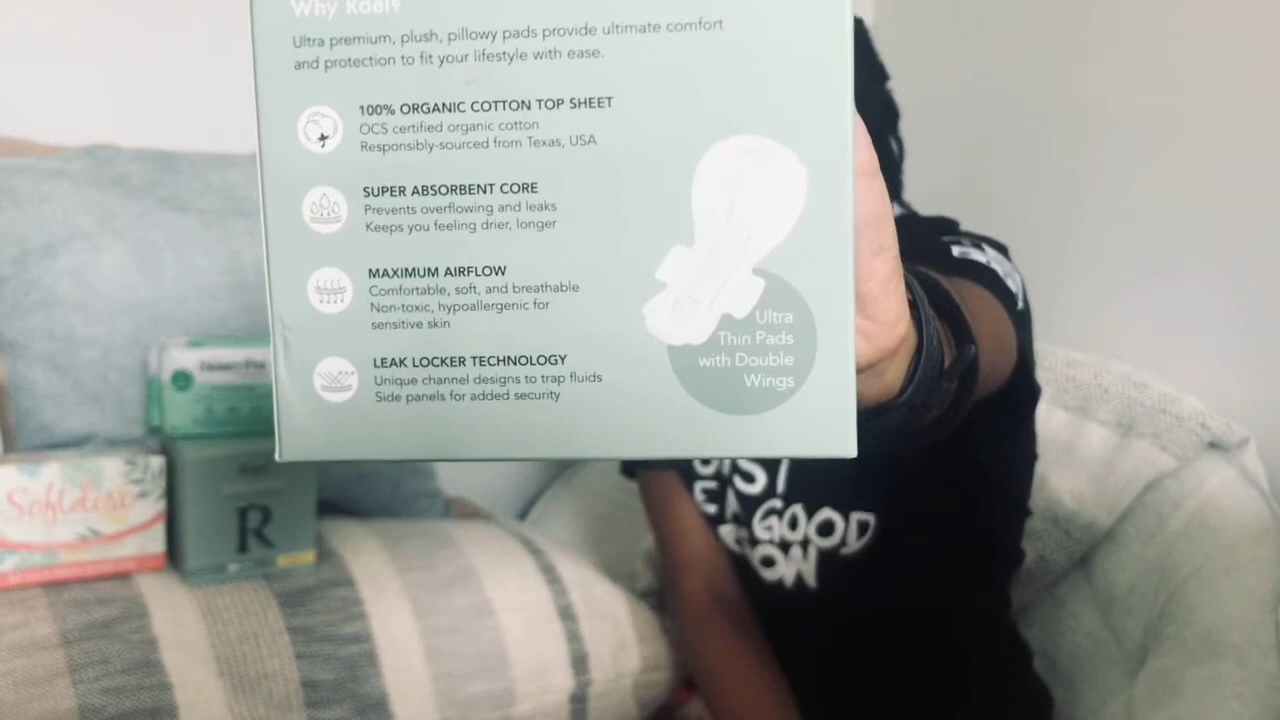 Why Rael?
Ultra premium, plush, pillowy pads provide ultimate comfort
and protection to fit your lifestyle with ease.
100% ORGANIC COTTON TOP SHEET
OCS certified organic cotton
Responsibly-sourced from Texas, USA
SUPER ABSORBENT CORE
Prevents overflowing and leaks
Keeps you feeling drier, longer
MAXIMUM AIRFLOW
Comfortable, soft, and breathable
Non-toxic, hypoallergenic for
sensitive skin
LEAK LOCKER TECHNOLOGY
Unique channel designs to trap fluids
Side panels for added security
Ultra
Thin Pads
with Double
Wings
Softdisc
R
GOOD